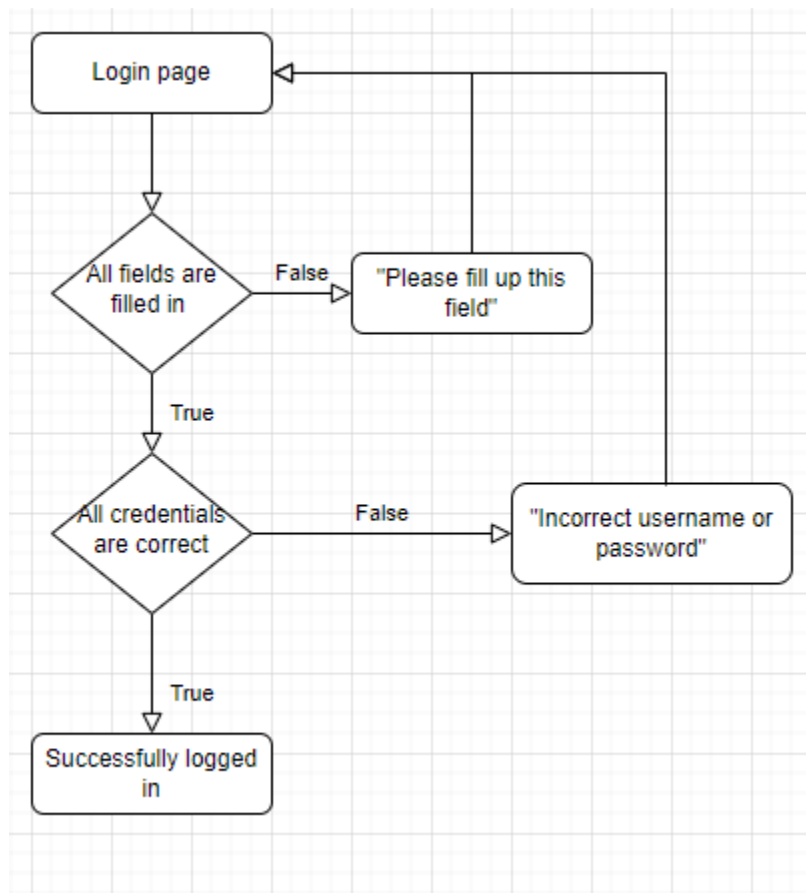 Login page
All fields are
filled in
False
"Please fill up this
field"
True
All credentials
are correct
False
"Incorrect username or
password"
True
Successfully logged
in